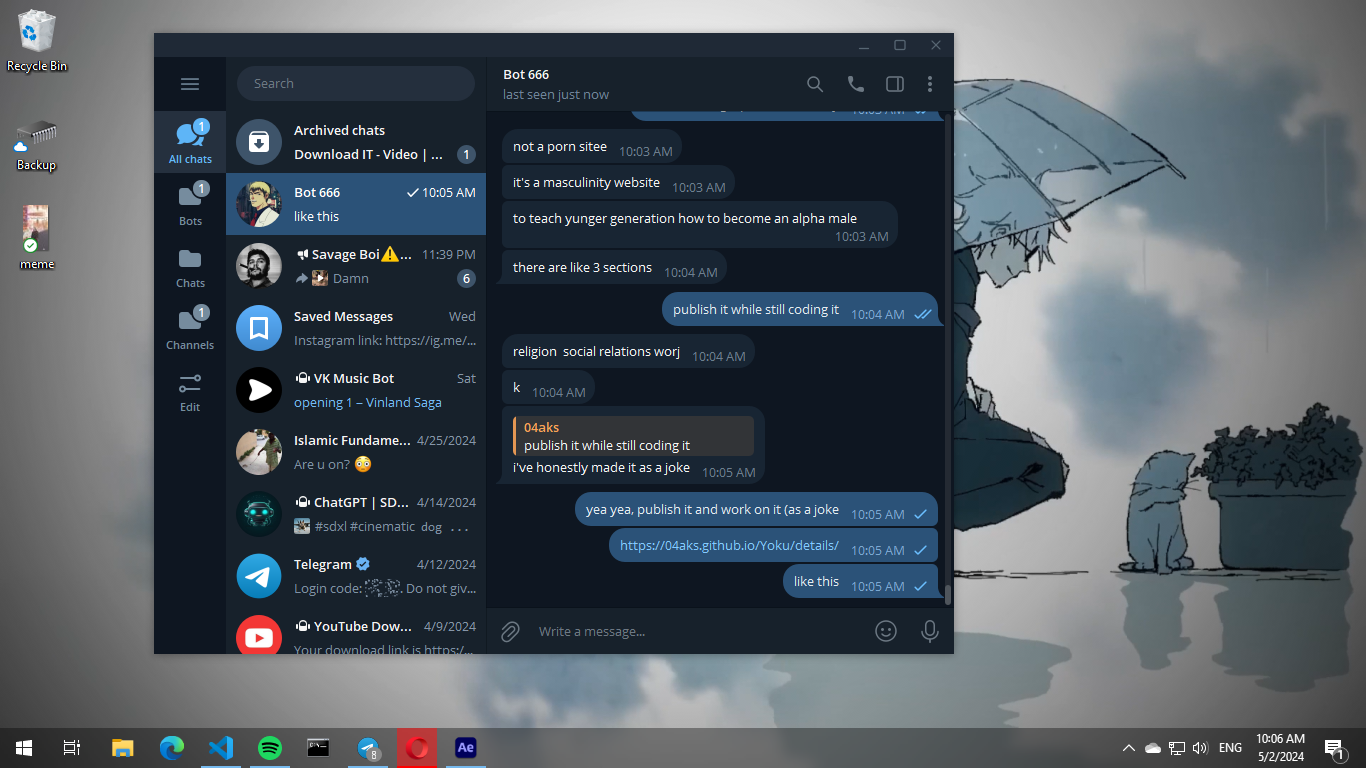 Recycle Bin
Backup
meme
Search
All chats
1
Bots
1
Chats
Channels
1
Edit
Archived chats
Download IT - Video | ...
1
Bot 666
10:05 AM
like this
Savage Boi⚠️...
11:39 PM
Damn
6
Saved Messages
Wed
Instagram link: https://ig.me/...
VK Music Bot
Sat
opening 1 – Vinland Saga
Islamic Fundame...
4/25/2024
Are u on? 😳
ChatGPT | SD...
4/14/2024
#sdxl #cinematic dog ...
Telegram
4/12/2024
Login code: . Do not giv...
YouTube Dow...
4/9/2024
Your download link is https:/...
Bot 666
last seen just now
10:03 AM
not a porn sitee 10:03 AM
it's a masculinity website 10:03 AM
to teach yunger generation how to become an alpha male
10:03 AM
there are like 3 sections 10:04 AM
publish it while still coding it 10:04 AM
religion  social relations worj 10:04 AM
k 10:04 AM
04aks
publish it while still coding it
i've honestly made it as a joke 10:05 AM
yea yea, publish it and work on it (as a joke 10:05 AM
https://04aks.github.io/Yoku/details/ 10:05 AM
like this 10:05 AM
Write a message...
8
Ae
ENG
10:06 AM
5/2/2024
1